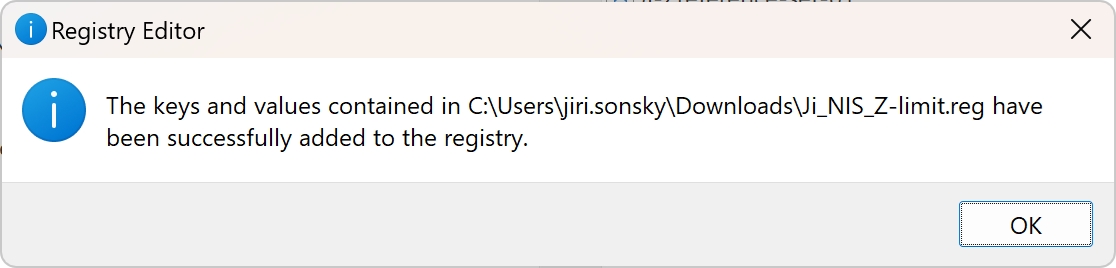 Registry Editor
The keys and values contained in C:\Users\jiri.sonsky\Downloads\Ji_NIS_Z-limit.reg have
been successfully added to the registry.
OK